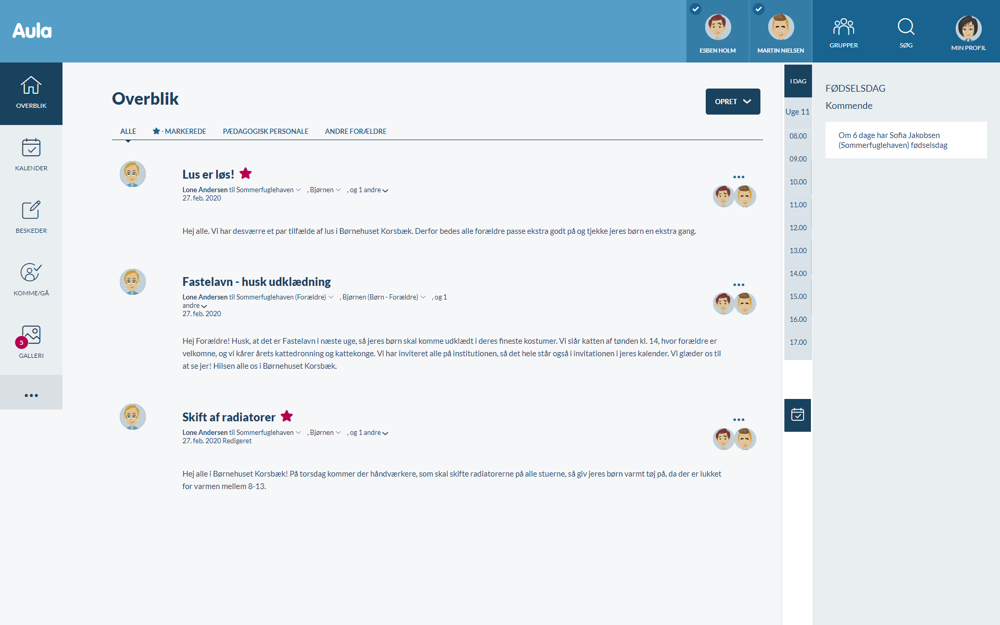 Aula
ESBEN HOLM
MARTIN NIELSEN
GRUPPER
SØG
MIN PROFIL
OVERBLIK
KALENDER
BESKEDER
KOMME/GÅ
5
GALLERI
Overblik
OPRET
ALLE
- MARKEREDE
PÆDAGOGISK PERSONALE
ANDRE FORÆLDRE
Lus er løs!
Lone Andersen til Sommerfuglehaven , Bjørnen , og 1 andre
27. feb. 2020
Hej alle. Vi har desværre et par tilfælde af lus i Børnehuset Korsbæk. Derfor bedes alle forældre passe ekstra godt på og tjekke jeres børn en ekstra gang.
Fastelavn - husk udklædning
Lone Andersen til Sommerfuglehaven (Forældre) , Bjørnen (Børn - Forældre) , og 1
andre
27. feb. 2020
Hej Forældre! Husk, at det er Fastelavn i næste uge, så jeres børn skal komme udklædt i deres fineste kostumer. Vi slår katten af tønden kl. 14, hvor forældre er
velkomne, og vi kårer årets kattedronning og kattekonge. Vi har inviteret alle på institutionen, så det hele står også i invitationen i jeres kalender. Vi glæder os til
at se jer! Hilsen alle os i Børnehuset Korsbæk.
Skift af radiatorer
Lone Andersen til Sommerfuglehaven , Bjørnen , og 1 andre
27. feb. 2020 Redigeret
Hej alle i Børnehuset Korsbæk! På torsdag kommer der håndværkere, som skal skifte radiatorerne på alle stuerne, så giv jeres børn varmt tøj på, da der er lukket
for varmen mellem 8-13.
I DAG
Uge 11
08.00
09.00
10.00
11.00
12.00
13.00
14.00
15.00
16.00
17.00
FØDSELSDAG
Kommende
Om 6 dage har Sofia Jakobsen
(Sommerfuglehaven) fødselsdag